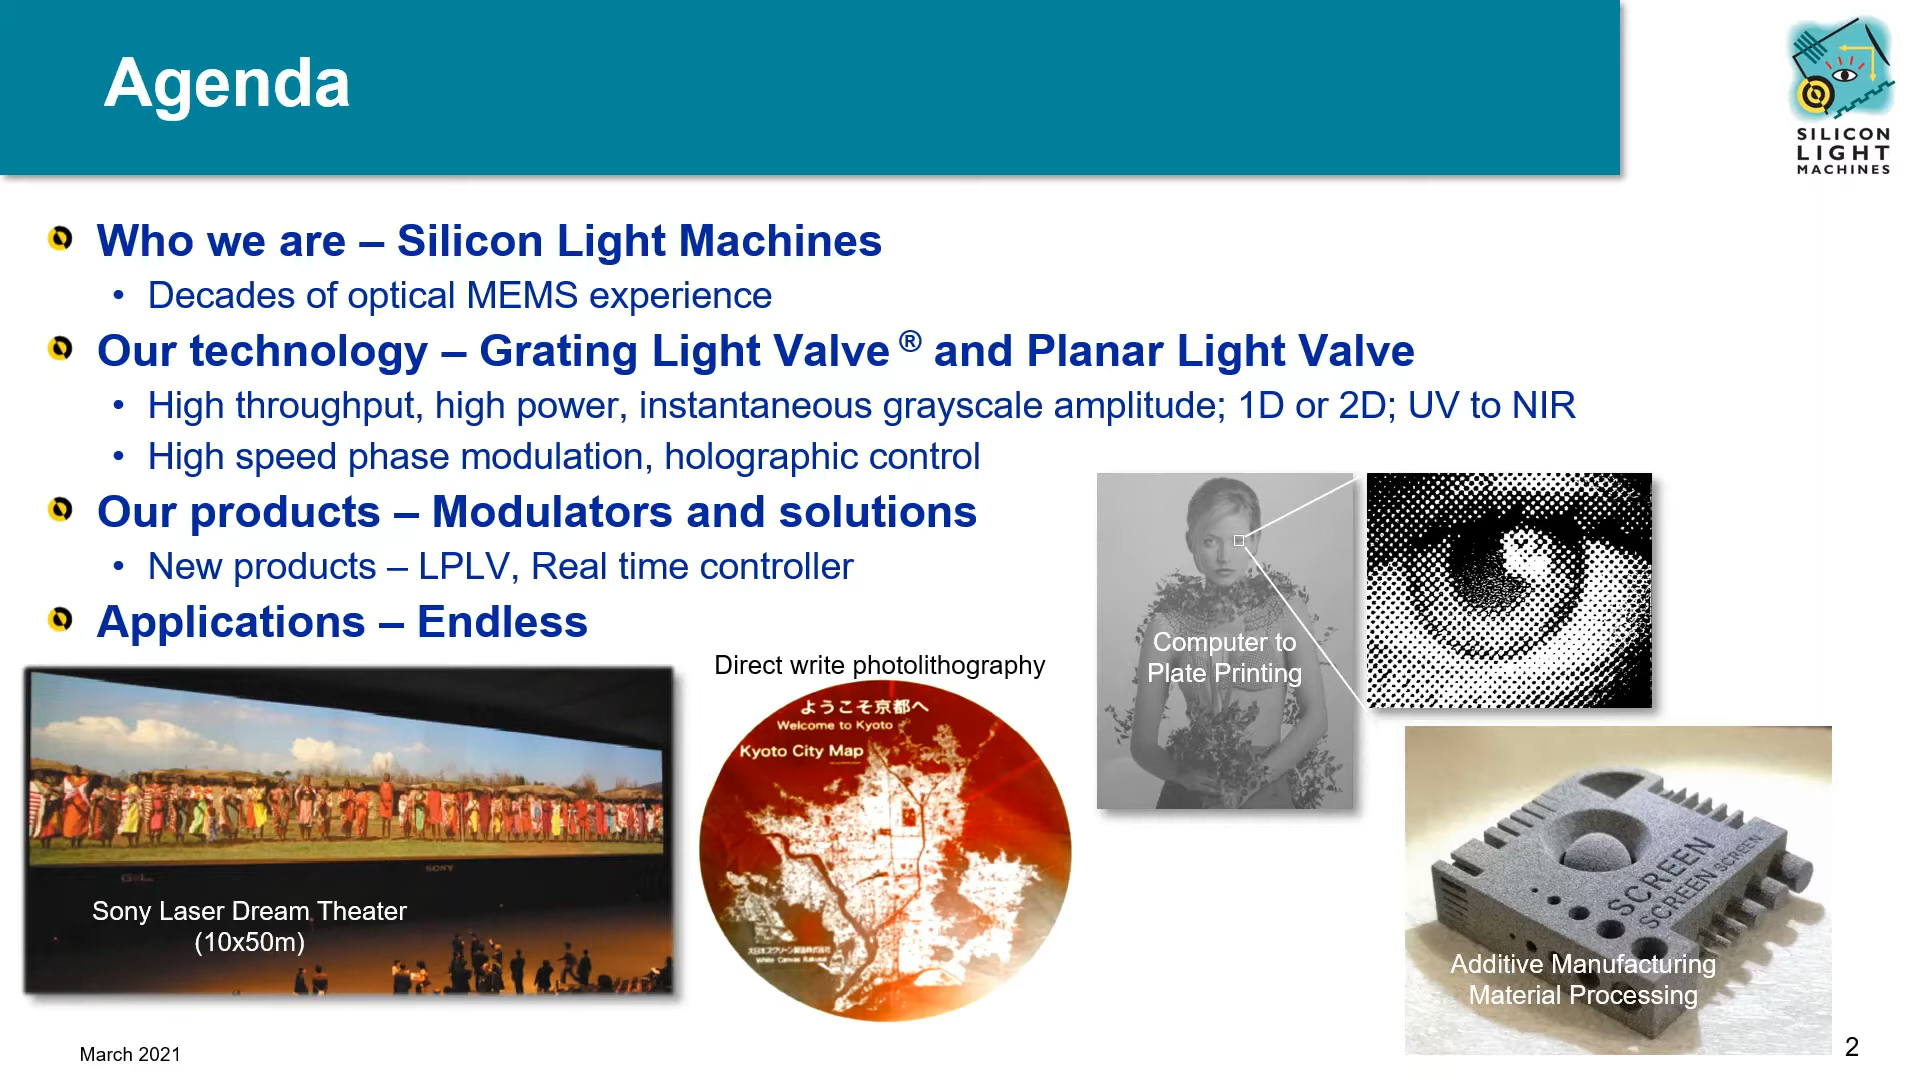 Agenda
SILICON
LIGHT
MACHINES
Who we are – Silicon Light Machines
• Decades of optical MEMS experience
Our technology – Grating Light Valve ® and Planar Light Valve
• High throughput, high power, instantaneous grayscale amplitude; 1D or 2D; UV to NIR
• High speed phase modulation, holographic control
Our products – Modulators and solutions
• New products – LPLV, Real time controller
Applications – Endless
SONY
Sony Laser Dream Theater
(10x50m)
Direct write photolithography
ようこそ京都へ
Welcome to Kyoto
Kyoto City Map
Computer to
Plate Printing
SCREEN
SCREEN SCREEN
Additive Manufacturing
Material Processing
March 2021
2